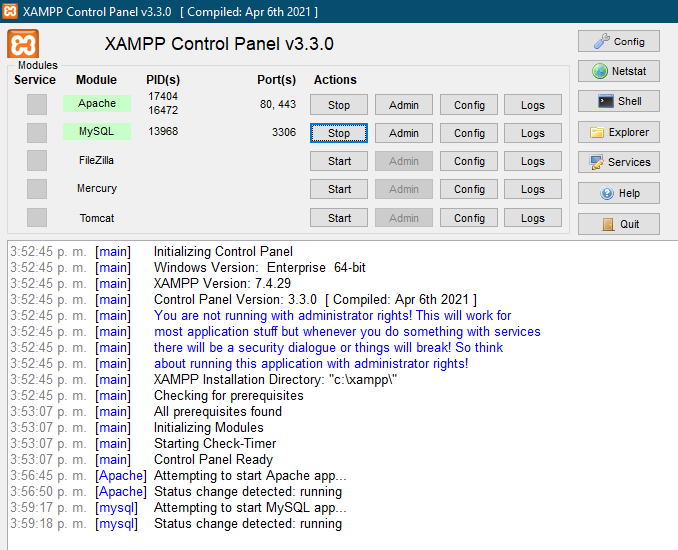 XAMPP Control Panel v3.3.0   [ Compiled: Apr 6th 2021 ]
XAMPP Control Panel v3.3.0
Config
Modules
Service Module PID(s) Port(s) Actions
Netstat
Apache 17404 16472 80, 443 Stop Admin Config Logs
Shell
MySQL 13968 3306 Stop Admin Config Logs
Explorer
FileZilla Start Admin Config Logs
Services
Mercury Start Admin Config Logs
Help
Tomcat Start Admin Config Logs
Quit
3:52:45 p. m. [main] Initializing Control Panel
3:52:45 p. m. [main] Windows Version:  Enterprise  64-bit
3:52:45 p. m. [main] XAMPP Version: 7.4.29
3:52:45 p. m. [main] Control Panel Version: 3.3.0  [ Compiled: Apr 6th 2021 ]
3:52:45 p. m. [main] You are not running with administrator rights! This will work for
3:52:45 p. m. [main] most application stuff but whenever you do something with services
3:52:45 p. m. [main] there will be a security dialogue or things will break! So think
3:52:45 p. m. [main] about running this application with administrator rights!
3:52:45 p. m. [main] XAMPP Installation Directory: "c:\xampp\"
3:52:45 p. m. [main] Checking for prerequisites
3:53:07 p. m. [main] All prerequisites found
3:53:07 p. m. [main] Initializing Modules
3:53:07 p. m. [main] Starting Check-Timer
3:53:07 p. m. [main] Control Panel Ready
3:56:45 p. m. [Apache] Attempting to start Apache app...
3:56:50 p. m. [Apache] Status change detected: running
3:59:17 p. m. [mysql] Attempting to start MySQL app...
3:59:18 p. m. [mysql] Status change detected: running